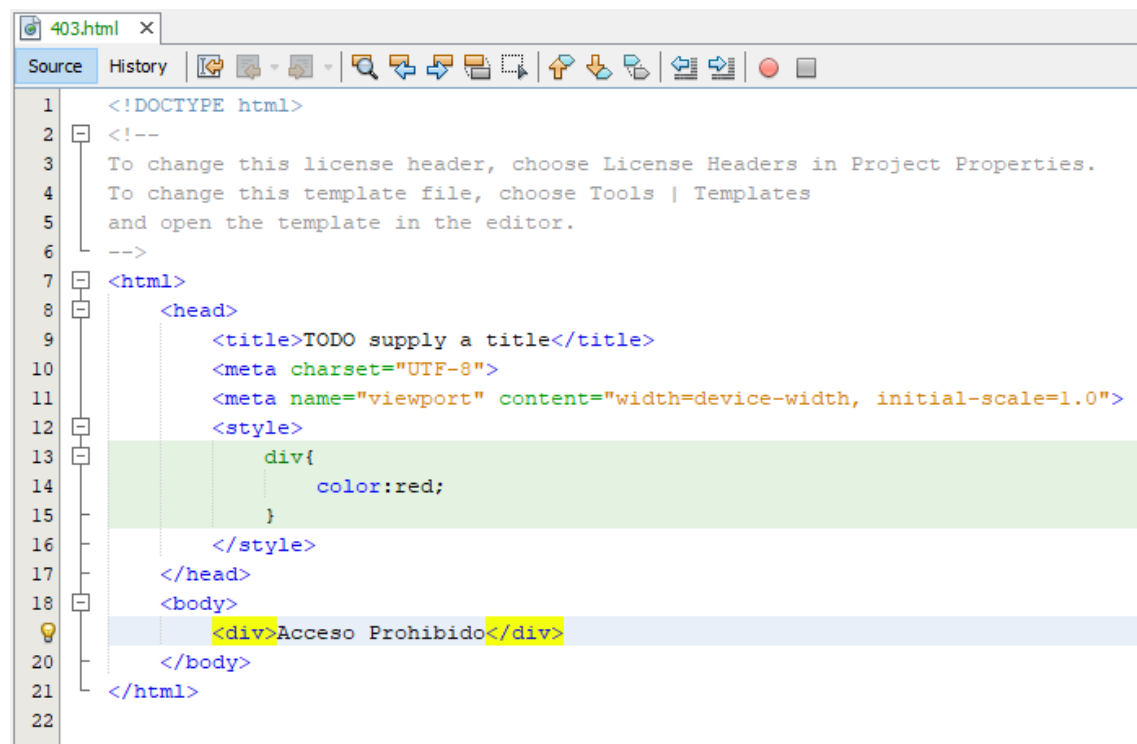 403.html
Source History
1 <!DOCTYPE html>
2 <!--
3 To change this license header, choose License Headers in Project Properties.
4 To change this template file, choose Tools | Templates
5 and open the template in the editor.
6 -->
7 <html>
8 <head>
9 <title>TODO supply a title</title>
10 <meta charset="UTF-8">
11 <meta name="viewport" content="width=device-width, initial-scale=1.0">
12 <style>
13 div{
14 color:red;
15 }
16 </style>
17 </head>
18 <body>
<div>Acceso Prohibido</div>
20 </body>
21 </html>
22